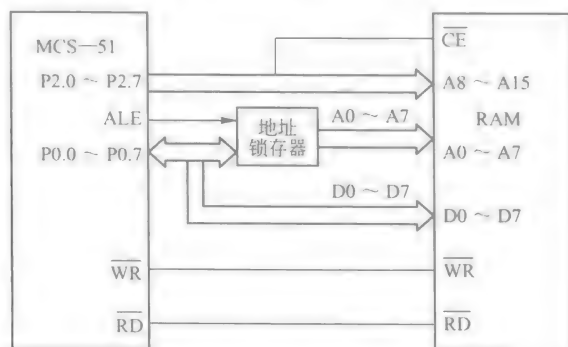 MCS—51
P2.0 ~ P2.7
ALE
P0.0 ~ P0.7
WR
RD
地址
锁存器
A0 ~ A7
D0 ~ D7
CE
A8 ~ A15
RAM
A0 ~ A7
D0 ~ D7
WR
RD